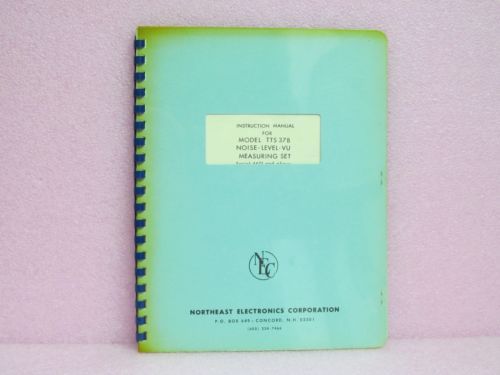 INSTRUCTION MANUAL
FOR
MODEL TTS 37B
NOISE-LEVEL-VU
MEASURING SET
NEC
NORTHEAST ELECTRONICS CORPORATION
P.O. BOX 649 · CONCORD, N.H. 03301
(603)